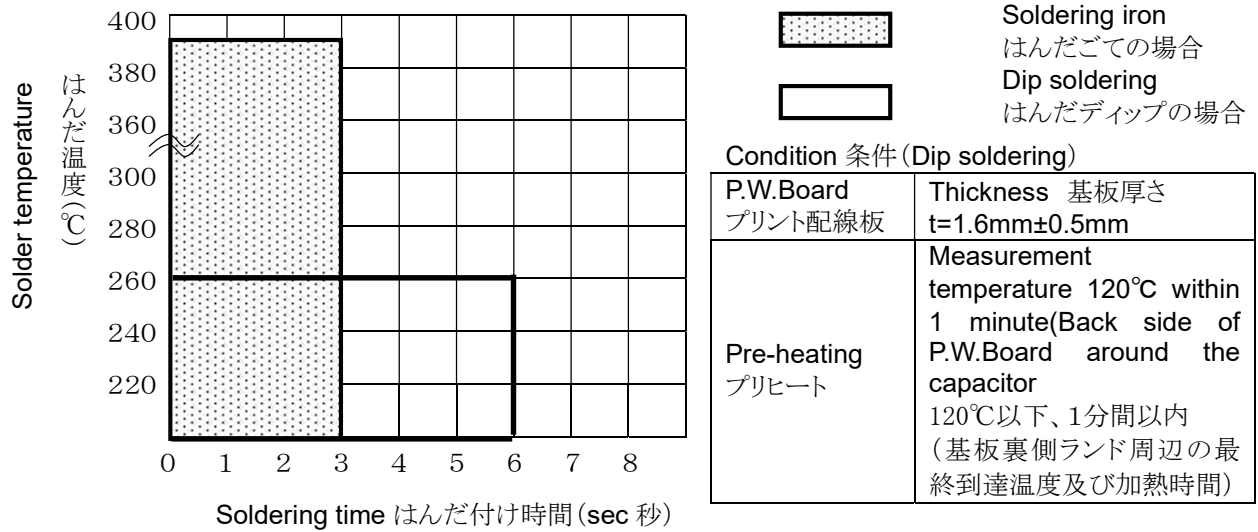 Solder temperature
はんだ温度(℃)
400
380
360
300
280
260
240
220
0 1 2 3 4 5 6 7 8
Soldering time はんだ付け時間(sec 秒)
Soldering iron
はんだごての場合
Dip soldering
はんだディップの場合
Condition 条件(Dip soldering)
P.W.Board
プリント配線板
Thickness 基板厚さ
t=1.6mm±0.5mm
Pre-heating
プリヒート
Measurement
temperature 120℃ within
1 minute(Back side of
P.W.Board around the
capacitor
120℃以下、1分間以内
(基板裏側ランド周辺の最
終到達温度及び加熱時間)